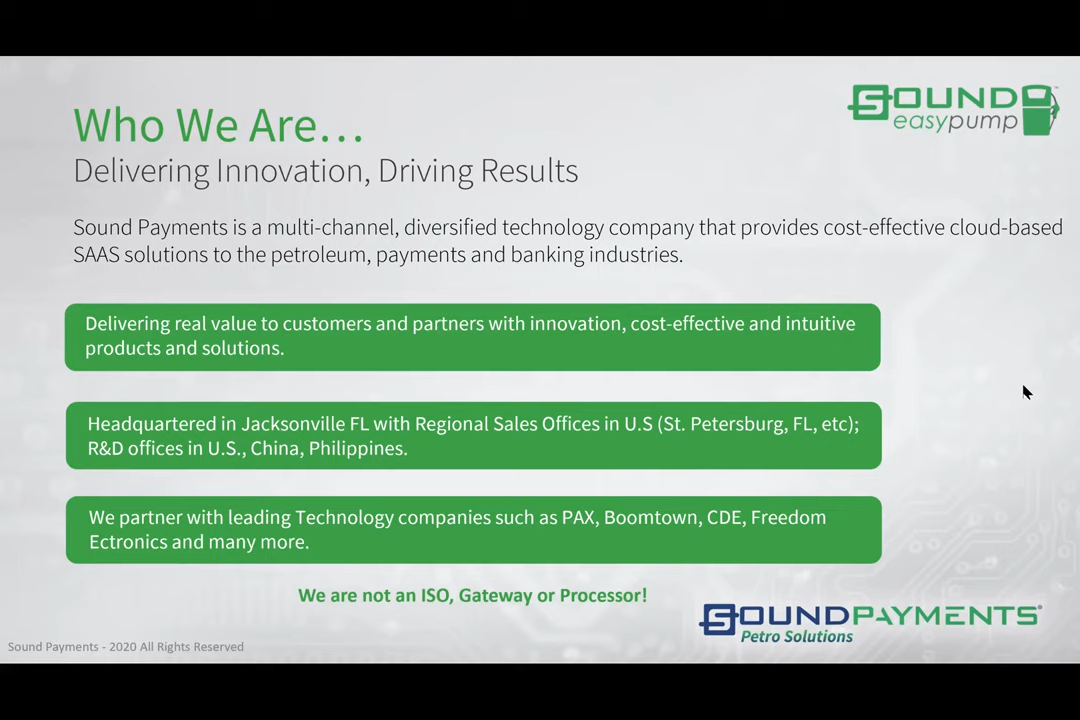 SOUND
easypump
Who We Are...
Delivering Innovation, Driving Results
Sound Payments is a multi-channel, diversified technology company that provides cost-effective cloud-based
SAAS solutions to the petroleum, payments and banking industries.
Delivering real value to customers and partners with innovation, cost-effective and intuitive
products and solutions.
Headquartered in Jacksonville FL with Regional Sales Offices in U.S (St. Petersburg, FL, etc);
R&D offices in U.S., China, Philippines.
We partner with leading Technology companies such as PAX, Boomtown, CDE, Freedom
Ectronics and many more.
We are not an ISO, Gateway or Processor!
SOUNDPAYMENTS®
Petro Solutions
Sound Payments - 2020 All Rights Reserved